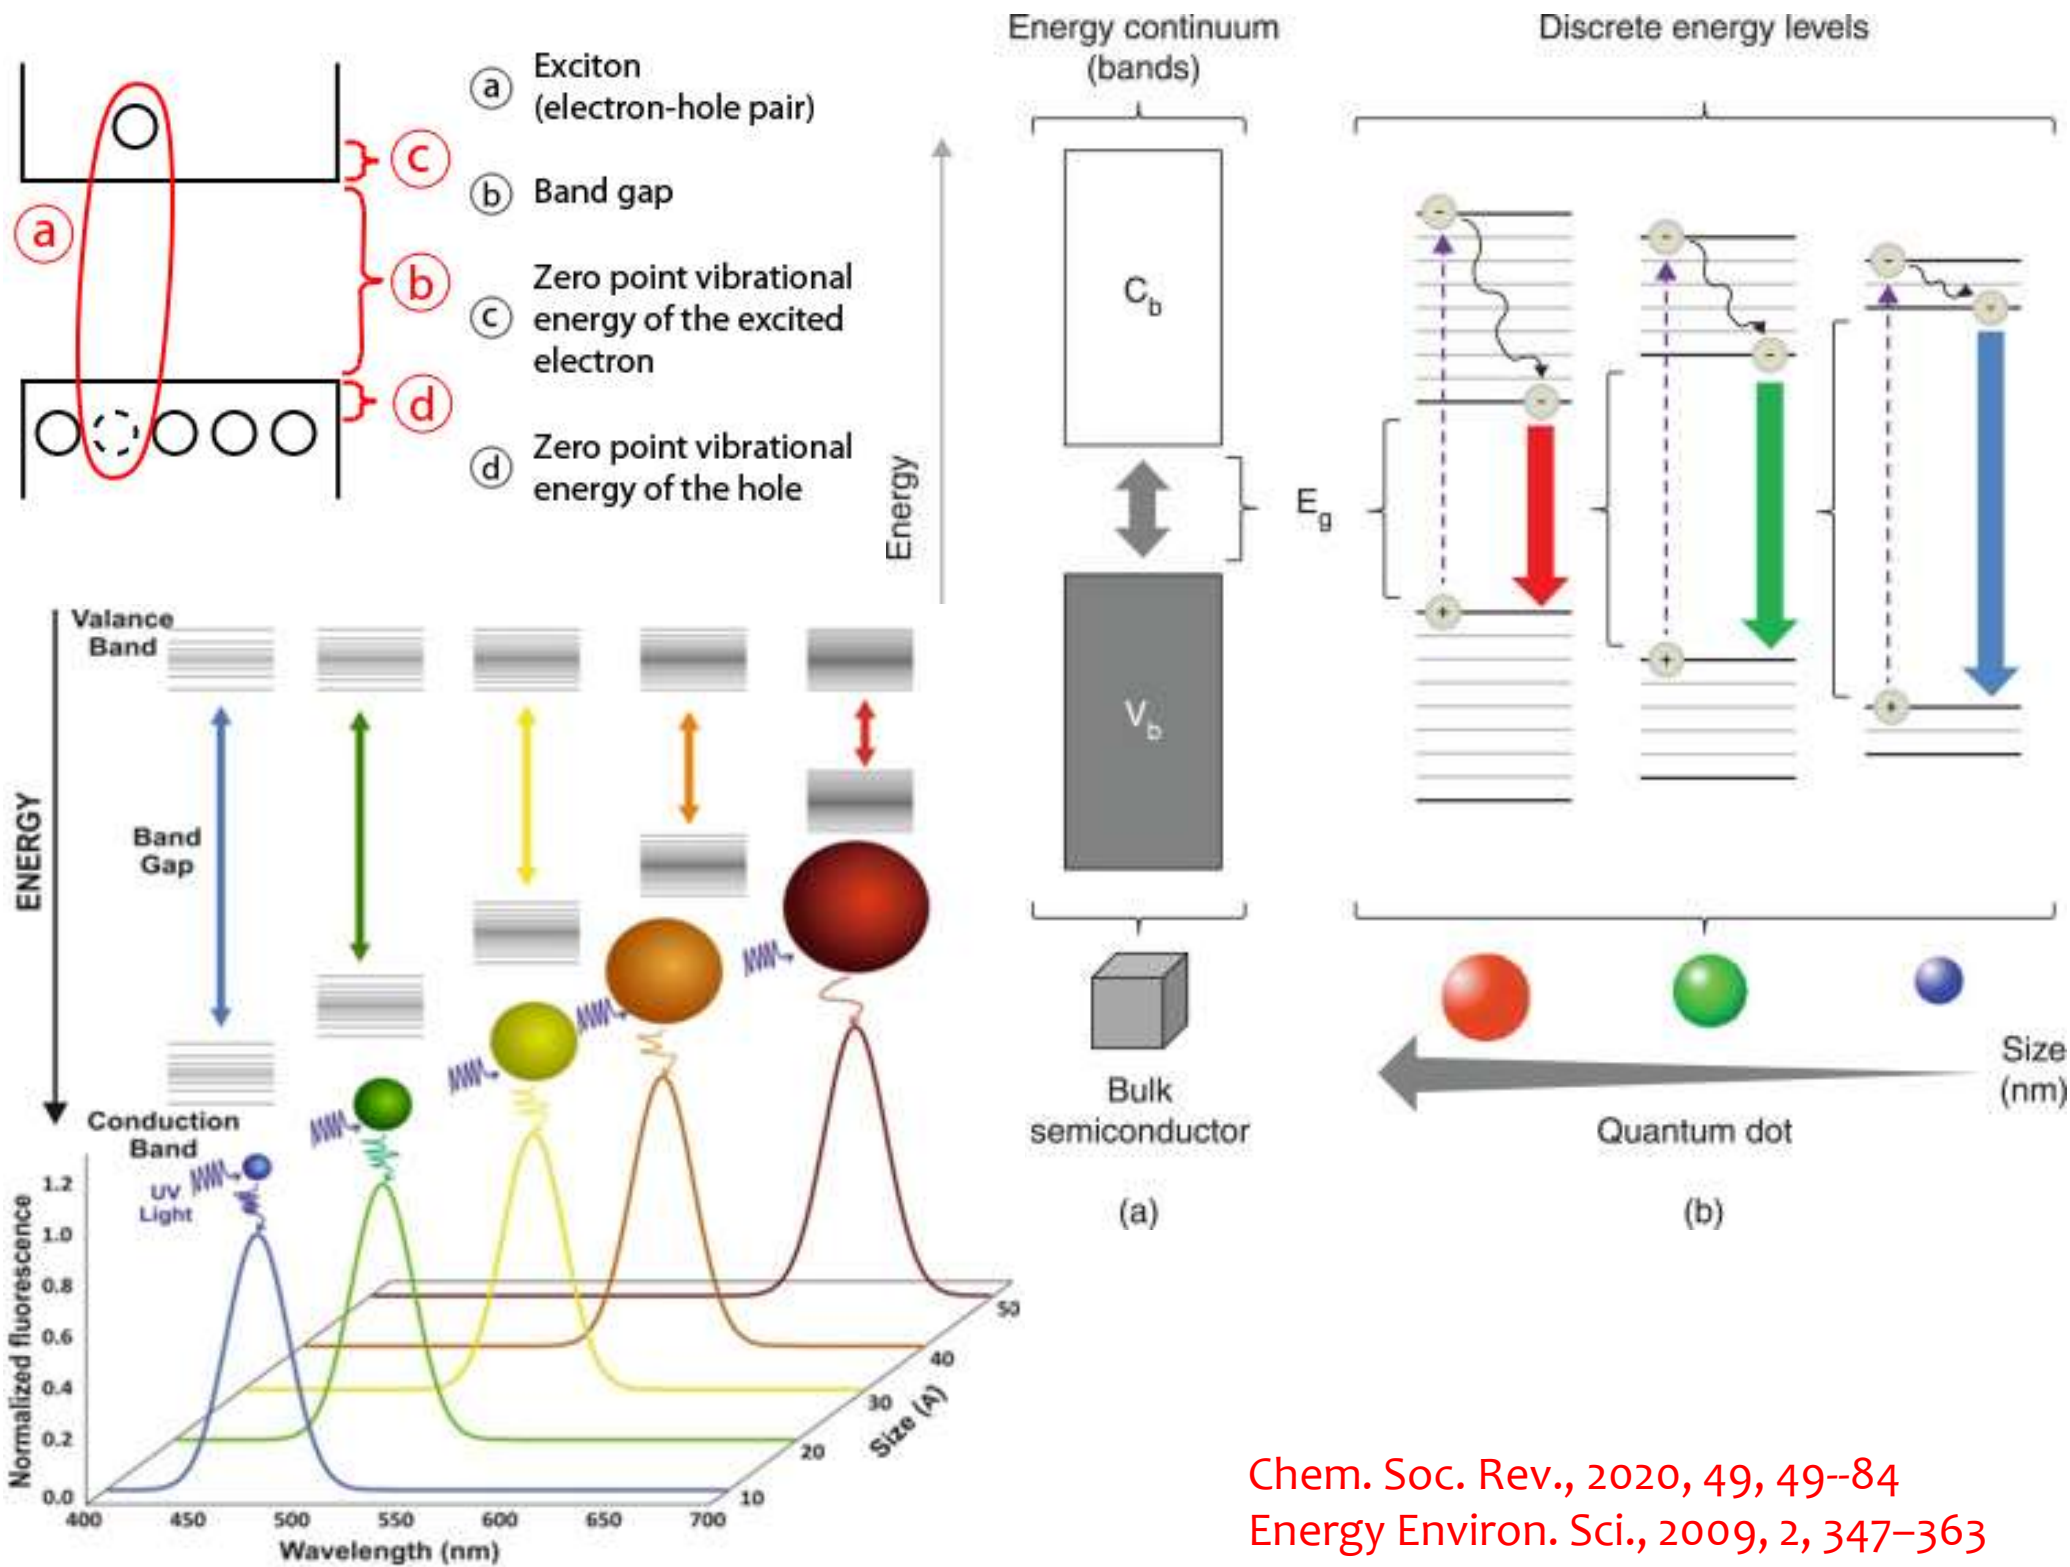 a
Exciton
(electron-hole pair)
b
Band gap
c
Zero point vibrational
energy of the excited
electron
d
Zero point vibrational
energy of the hole
a
c
b
d
Energy continuum
(bands)
Discrete energy levels
Energy
Cb
Eg
Vb
-
-
-
-
-
-
+
+
+
Bulk
semiconductor
Size
(nm)
Quantum dot
(a)
(b)
Valance
Band
ENERGY
Band
Gap
Conduction
Band
UV
Light
Normalized fluorescence
1.2
1.0
0.8
0.6
0.4
0.2
0.0
400
450
500
550
600
650
700
Wavelength (nm)
10
20
30
40
50
Size (A)
Chem. Soc. Rev., 2020, 49, 49--84
Energy Environ. Sci., 2009, 2, 347–363